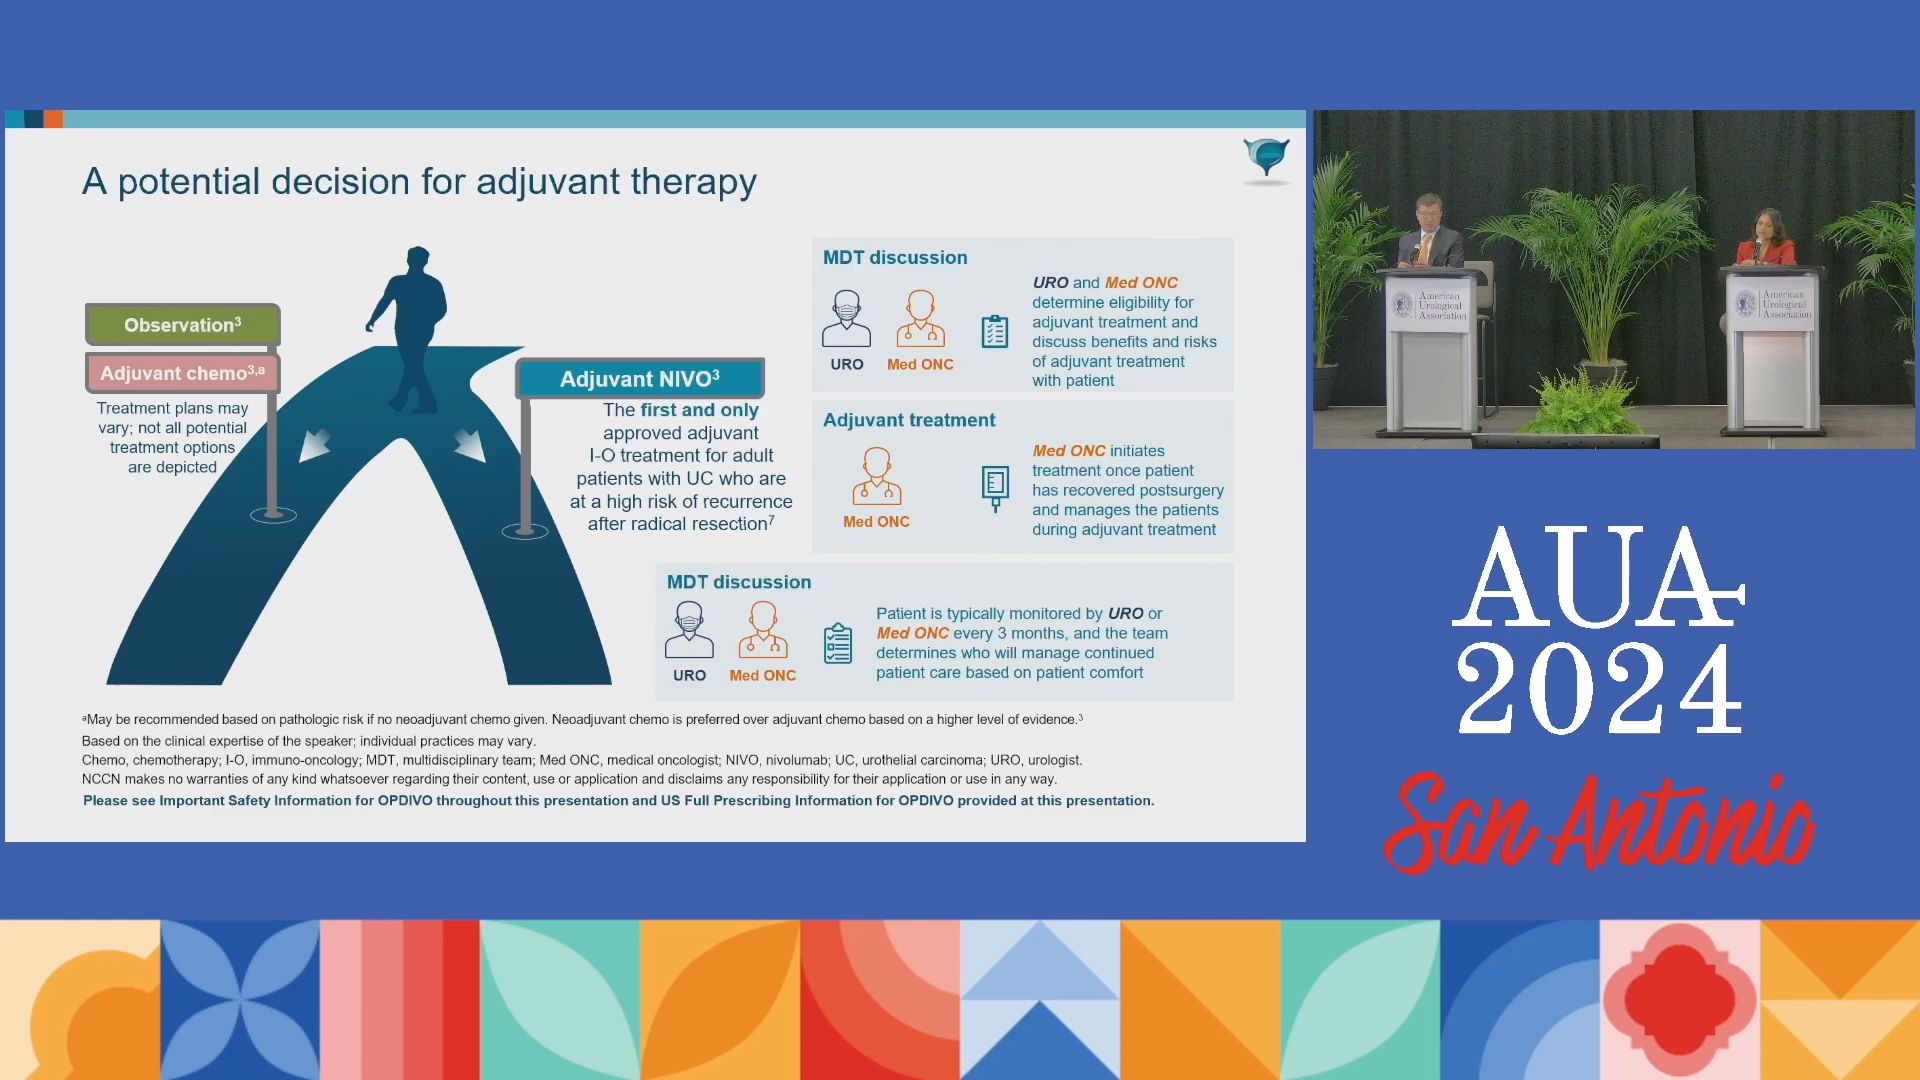 A potential decision for adjuvant therapy
Observation³
Adjuvant chemo³,ᵃ
Treatment plans may
vary; not all potential
treatment options
are depicted
Adjuvant NIVO³
The first and only
approved adjuvant
I-O treatment for adult
patients with UC who are
at a high risk of recurrence
after radical resection⁷
MDT discussion
URO
Med ONC
URO and Med ONC
determine eligibility for
adjuvant treatment and
discuss benefits and risks
of adjuvant treatment
with patient
Adjuvant treatment
Med ONC
Med ONC initiates
treatment once patient
has recovered postsurgery
and manages the patients
during adjuvant treatment
MDT discussion
URO
Med ONC
Patient is typically monitored by URO or
Med ONC every 3 months, and the team
determines who will manage continued
patient care based on patient comfort
ᵃMay be recommended based on pathologic risk if no neoadjuvant chemo given. Neoadjuvant chemo is preferred over adjuvant chemo based on a higher level of evidence.³
Based on the clinical expertise of the speaker; individual practices may vary.
Chemo, chemotherapy; I-O, immuno-oncology; MDT, multidisciplinary team; Med ONC, medical oncologist; NIVO, nivolumab; UC, urothelial carcinoma; URO, urologist.
NCCN makes no warranties of any kind whatsoever regarding their content, use or application and disclaims any responsibility for their application or use in any way.
Please see Important Safety Information for OPDIVO throughout this presentation and US Full Prescribing Information for OPDIVO provided at this presentation.
American
Urological
Association
American
Urological
Association
AUA
2024
San Antonio